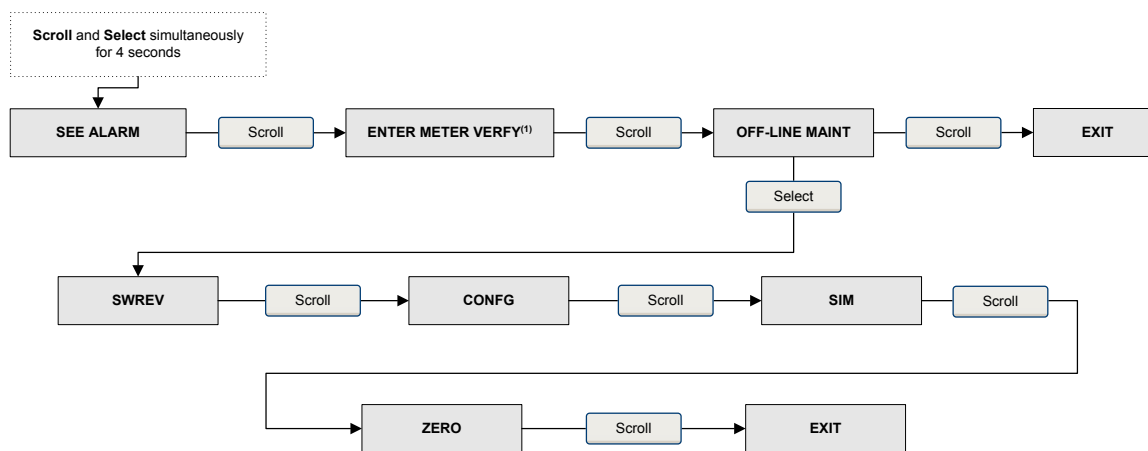 Scroll and Select simultaneously
for 4 seconds
SEE ALARM
Scroll
ENTER METER VERFY(1)
Scroll
OFF-LINE MAINT
Scroll
EXIT
Select
SWREV
Scroll
CONFG
Scroll
SIM
Scroll
ZERO
Scroll
EXIT